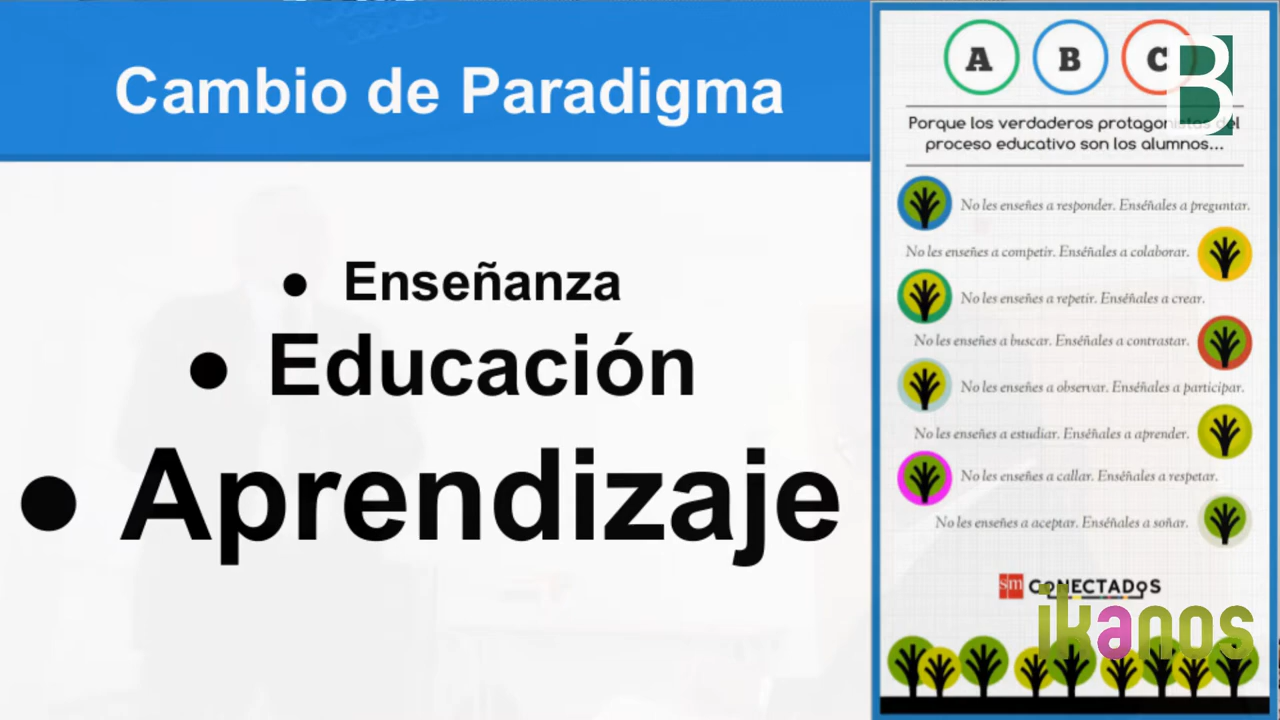 Cambio de Paradigma
• Enseñanza
• Educación
• Aprendizaje
A B C
B
Porque los verdaderos protagonistas del
proceso educativo son los alumnos...
No les enseñes a responder. Enséñales a preguntar.
No les enseñes a competir. Enséñales a colaborar.
No les enseñes a repetir. Enséñales a crear.
No les enseñes a buscar. Enséñales a contrastar.
No les enseñes a observar. Enséñales a participar.
No les enseñes a estudiar. Enséñales a aprender.
No les enseñes a callar. Enséñales a respetar.
No les enseñes a aceptar. Enséñales a soñar.
sm CONECTADOS
ikanos